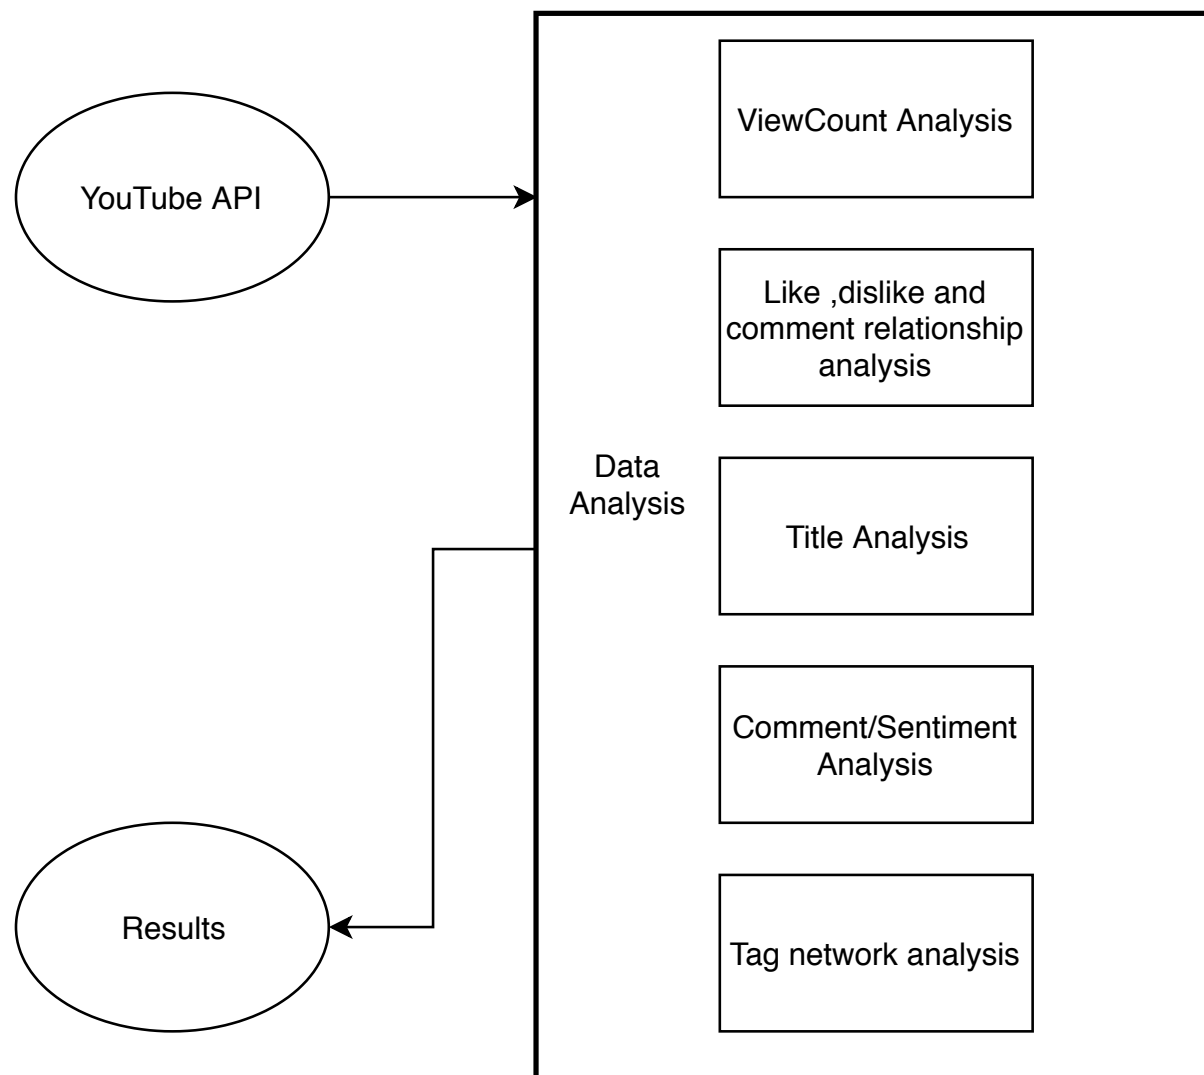 YouTube API
ViewCount Analysis
Like ,dislike and
comment relationship
analysis
Data
Analysis
Title Analysis
Comment/Sentiment
Analysis
Results
Tag network analysis